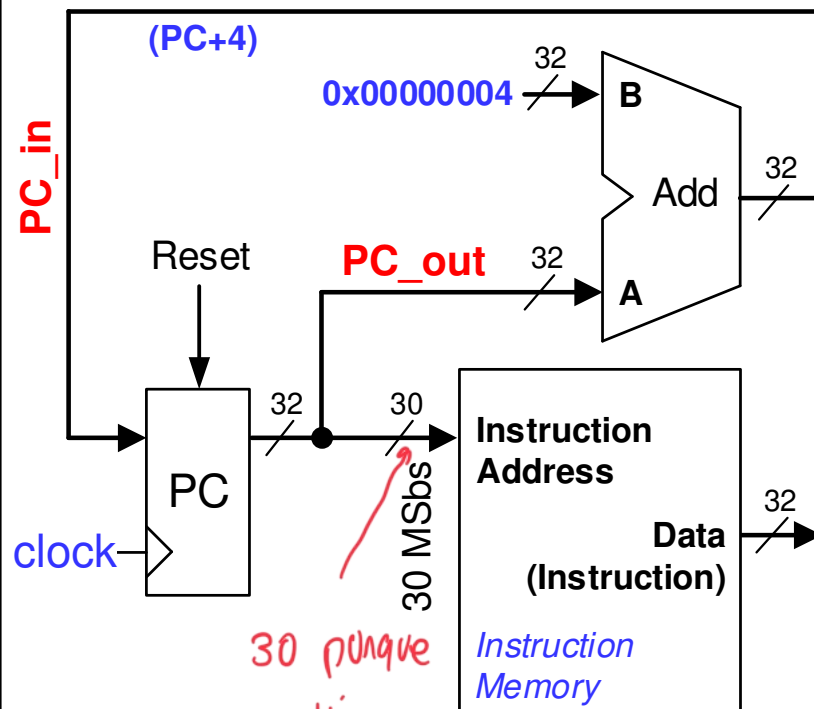 (PC+4)
32
0x00000004
B
PC_in
Add
32
Reset
PC_out
32
A
32
30
Instruction
Address
PC
30 MSbs
32
Data
(Instruction)
clock
30 porque
Instruction
Memory